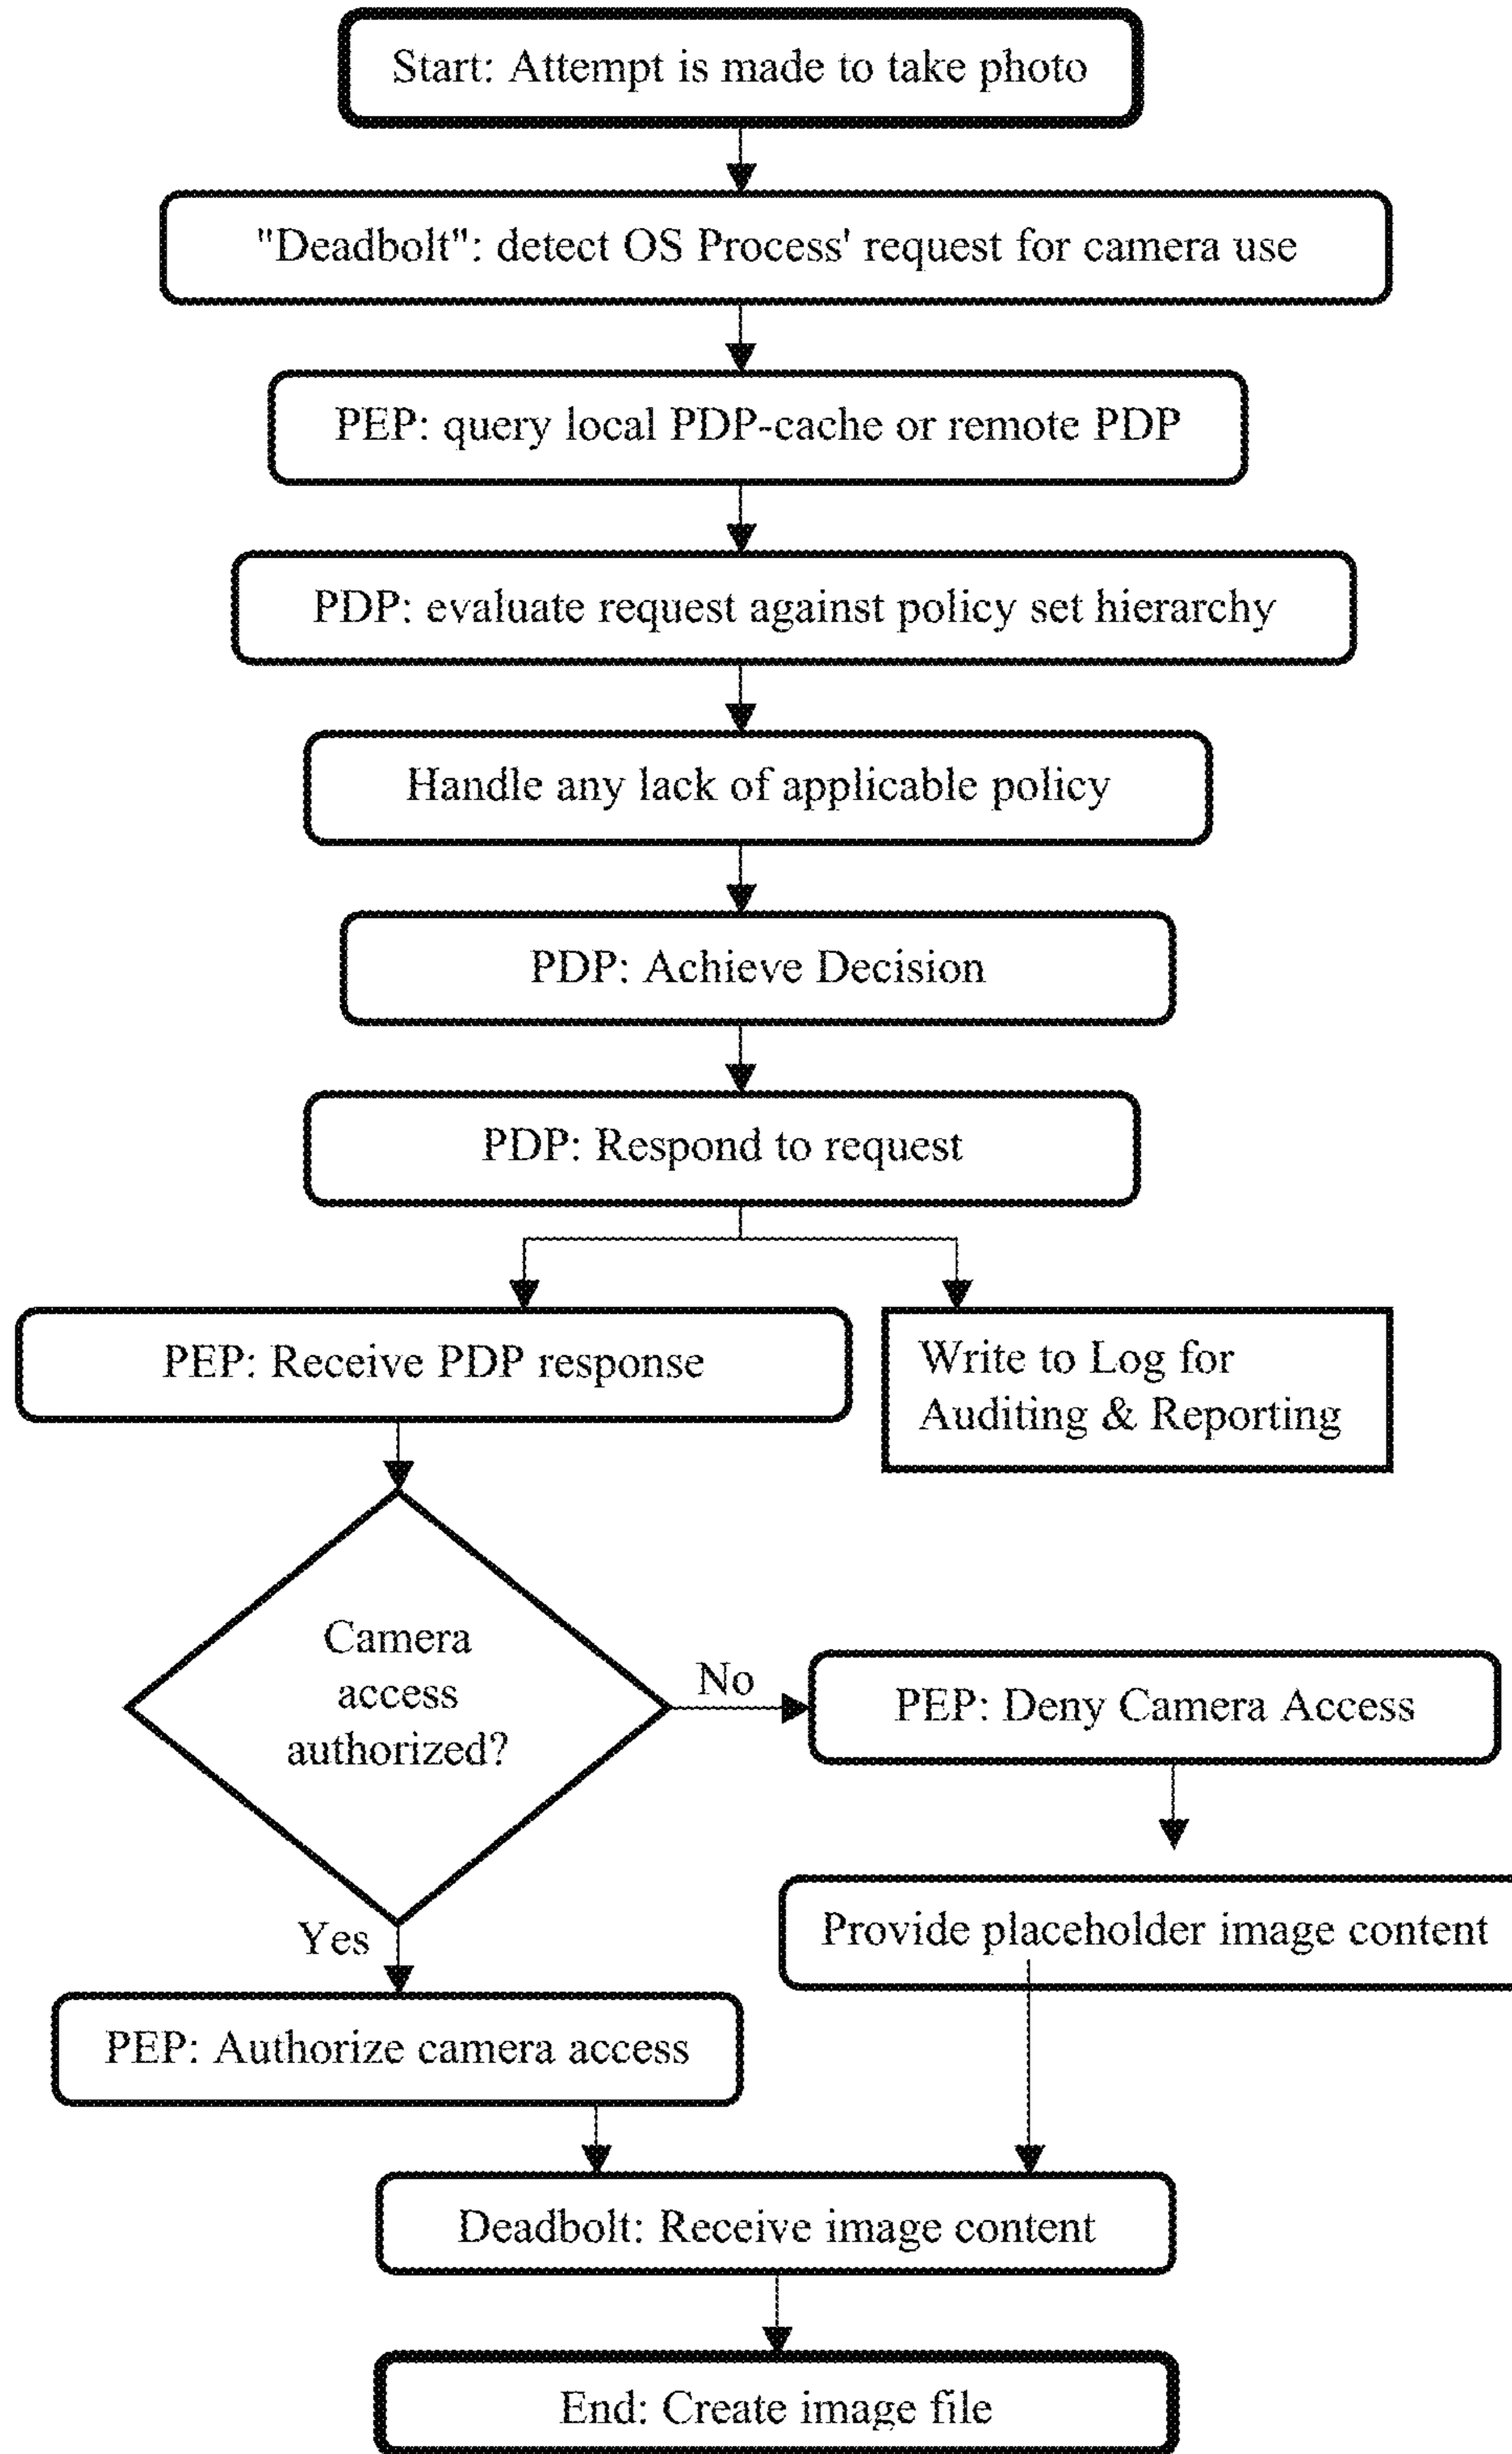 Start: Attempt is made to take photo
"Deadbolt": detect OS Process' request for camera use
PEP: query local PDP-cache or remote PDP
PDP: evaluate request against policy set hierarchy
Handle any lack of applicable policy
PDP: Achieve Decision
PDP: Respond to request
PEP: Receive PDP response
Write to Log for
Auditing & Reporting
Camera
access
authorized?
No
PEP: Deny Camera Access
Provide placeholder image content
Yes
PEP: Authorize camera access
Deadbolt: Receive image content
End: Create image file